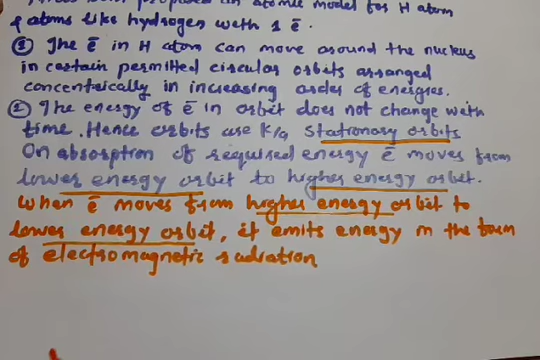 proposed an atomic model for H atom
& atoms like hydrogen with 1 ē.
① The ē in H atom can move around the nucleus
in certain permitted circular orbits arranged
concentrically in increasing order of energies.
② The energy of ē in orbit does not change with
time. Hence orbits are k/a stationary orbits
On absorption of required energy ē moves from
lower energy orbit to higher energy orbit.
When ē moves from higher energy orbit to
lower energy orbit, it emits energy in the form
of electromagnetic radiation